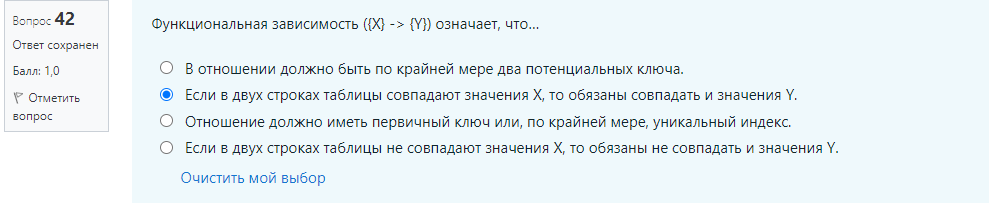 Вопрос 42
Ответ сохранен
Балл: 1,0
Отметить
вопрос
Функциональная зависимость ({X} -> {Y}) означает, что...
В отношении должно быть по крайней мере два потенциальных ключа.
Если в двух строках таблицы совпадают значения X, то обязаны совпадать и значения Y.
Отношение должно иметь первичный ключ или, по крайней мере, уникальный индекс.
Если в двух строках таблицы не совпадают значения X, то обязаны не совпадать и значения Y.
Очистить мой выбор